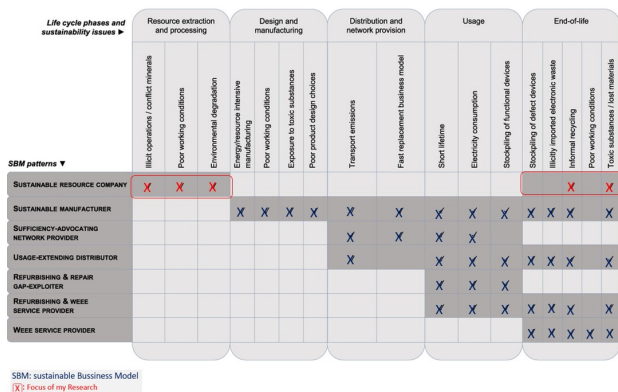 Life cycle phases and
sustainability issues ►
Resource extraction
and processing
Design and
manufacturing
Distribution and
network provision
Usage
End-of-life
Illicit operations / conflict minerals
Poor working conditions
Environmental degradation
Energy/resource intensive
manufacturing
Poor working conditions
Exposure to toxic substances
Poor product design choices
Transport emissions
Fast replacement business model
Short lifetime
Electricity consumption
Stockpiling of functional devices
Stockpiling of defect devices
Illicitly imported electronic waste
Informal recycling
Poor working conditions
Toxic substances / lost materials
SBM patterns ▼
SUSTAINABLE RESOURCE COMPANY X X X X X
SUSTAINABLE MANUFACTURER X X X X X X X X X X X X X
SUFFICIENCY-ADVOCATING
NETWORK PROVIDER X X X X
USAGE-EXTENDING DISTRIBUTOR X X X X X X X X
REFURBISHING & REPAIR
GAP-EXPLOITER X X X
REFURBISHING & WEEE
SERVICE PROVIDER X X X X X X X
WEEE SERVICE PROVIDER X X X X X
SBM: sustainable Bussiness Model
X: Focus of my Research